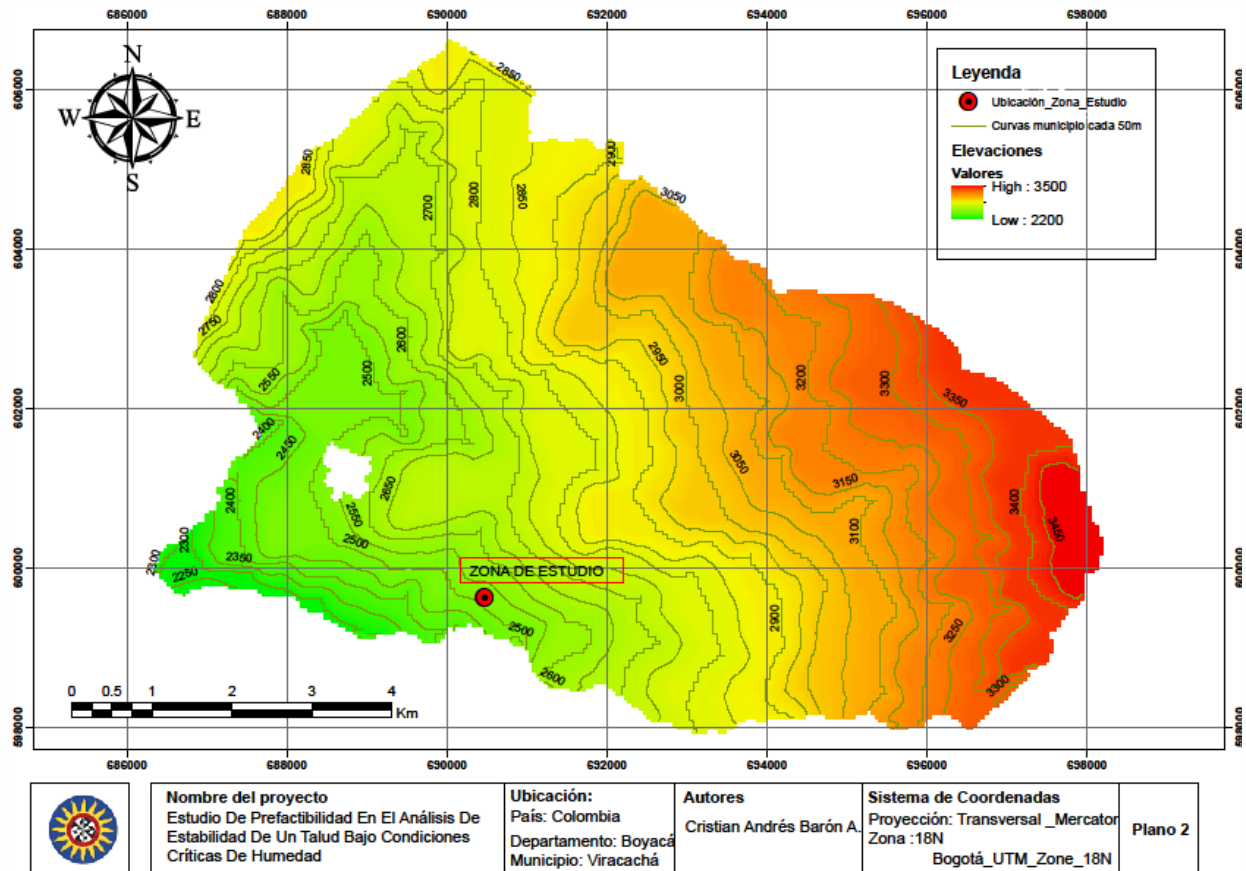 686000 688000 690000 692000 694000 696000 698000
606000 606000
604000 604000
602000 602000
600000 600000
598000 598000
N
W E
S
Leyenda
Ubicación_Zona_Estudio
Curvas municipio cada 50m
Elevaciones
Valores
High : 3500
Low : 2200
2850
2900
2850
3050
2700
2800
2850
2800
2750
2600
2950
2550
2500
3000
3200
3300
3350
2400
2450
3050
2650
3150
2400
2550
3400
2300
2500
3100
3450
2300
2350
2250
ZONA DE ESTUDIO
2900
2500
3250
2600
3300
0 0.5 1 2 3 4
Km
686000 688000 690000 692000 694000 696000 698000
Nombre del proyecto
Estudio De Prefactibilidad En El Análisis De
Estabilidad De Un Talud Bajo Condiciones
Críticas De Humedad
Ubicación:
País: Colombia
Departamento: Boyacá
Municipio: Viracachá
Autores
Cristian Andrés Barón A.
Sistema de Coordenadas
Proyección: Transversal _Mercator
Zona :18N
Bogotá_UTM_Zone_18N
Plano 2